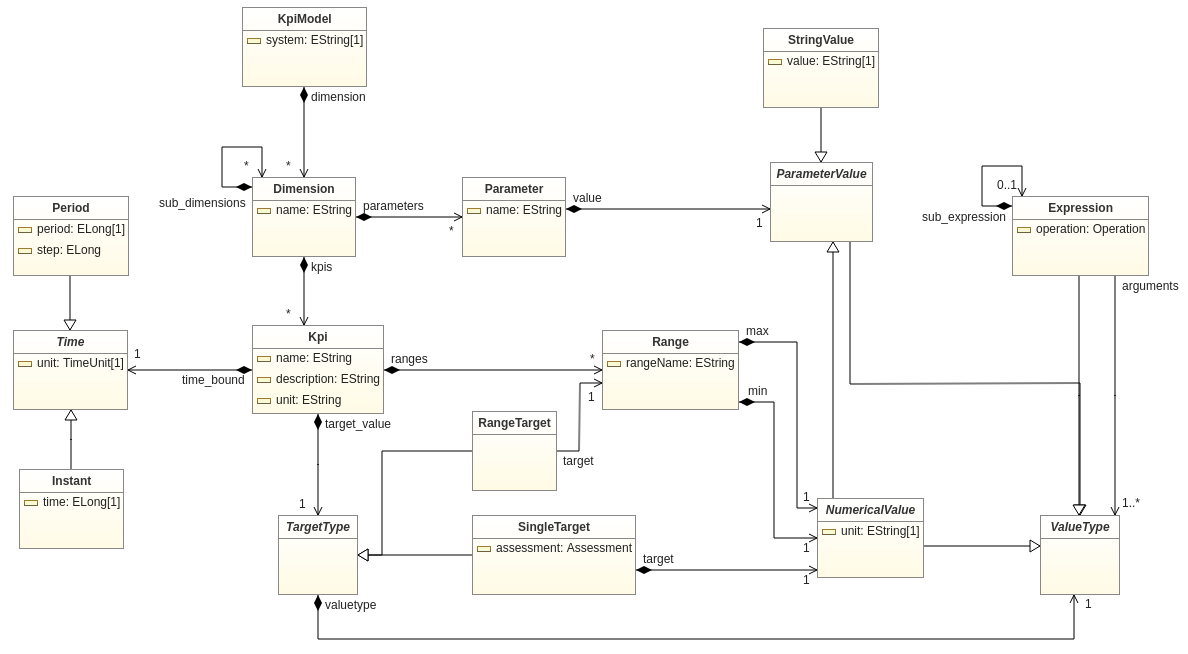 KpiModel
system: EString[1]
dimension
StringValue
value: EString[1]
*
*
sub_dimensions
Dimension
name: EString
parameters
*
Parameter
name: EString
value
1
ParameterValue
0..1
sub_expression
Expression
operation: Operation
arguments
Period
period: ELong[1]
step: ELong
kpis
*
Time
unit: TimeUnit[1]
1
time_bound
Kpi
name: EString
description: EString
unit: EString
ranges
*
1
Range
rangeName: EString
max
min
target_value
RangeTarget
target
Instant
time: ELong[1]
1
TargetType
SingleTarget
assessment: Assessment
target
1
1
1
NumericalValue
unit: EString[1]
1..*
ValueType
valuetype
1